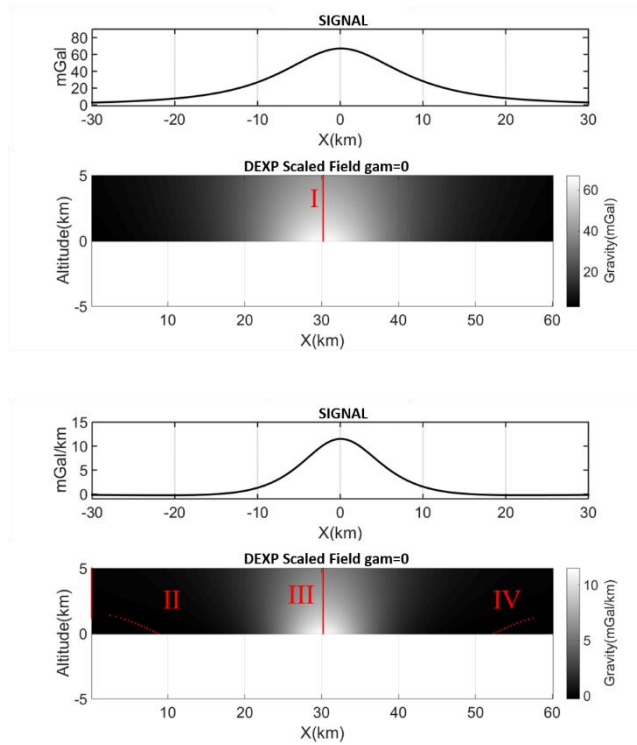 SIGNAL
mGal
80
60
40
20
0
-30 -20 -10 0 10 20 30
X(km)
DEXP Scaled Field gam=0
Altitude(km)
5
0
-5
I
10 20 30 40 50 60
X(km)
60
40
20
Gravity(mGal)
SIGNAL
mGal/km
15
10
5
0
-30 -20 -10 0 10 20 30
X(km)
DEXP Scaled Field gam=0
Altitude(km)
5
0
-5
II III IV
10 20 30 40 50 60
X(km)
10
5
0
Gravity(mGal/km)